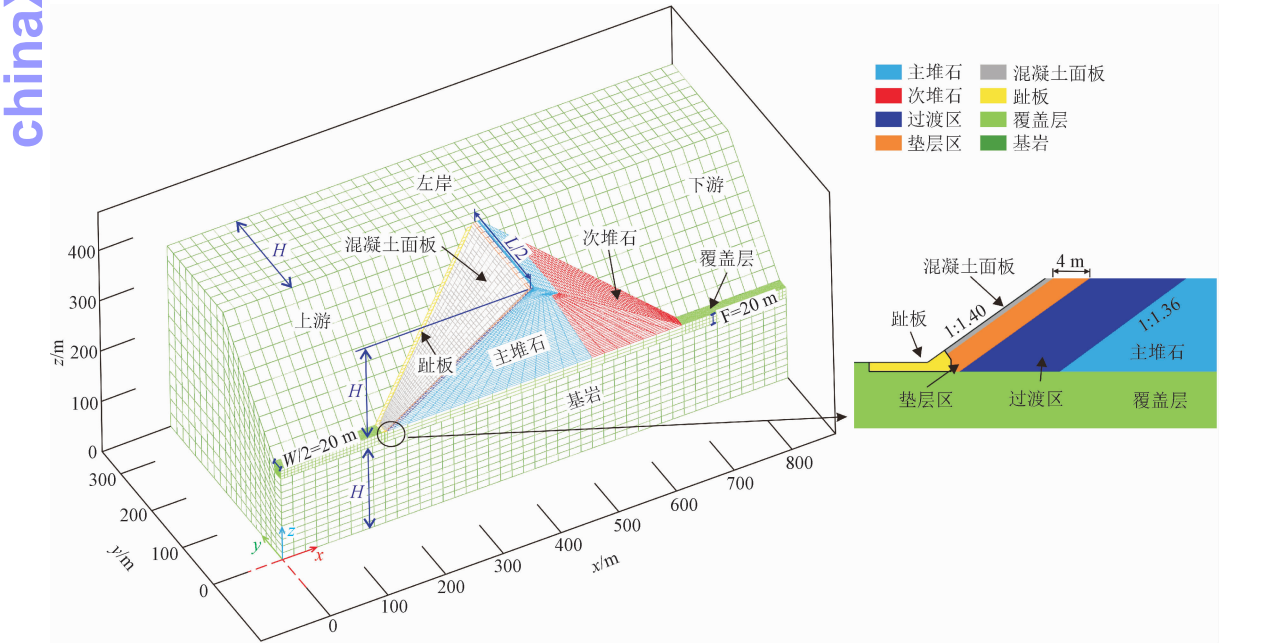 chinaX
主堆石
次堆石
过渡区
垫层区
混凝土面板
趾板
覆盖层
基岩
左岸
下游
H
混凝土面板
L/2
次堆石
覆盖层
F=20 m
上游
趾板
主堆石
基岩
H
W/2=20 m
H
z/m
400
300
200
100
0
300
200
100
0
y/m
0
100
200
300
400
500
600
700
800
x/m
z
y
x
混凝土面板
4 m
趾板
1:1.40
1:1.36
主堆石
垫层区
过渡区
覆盖层